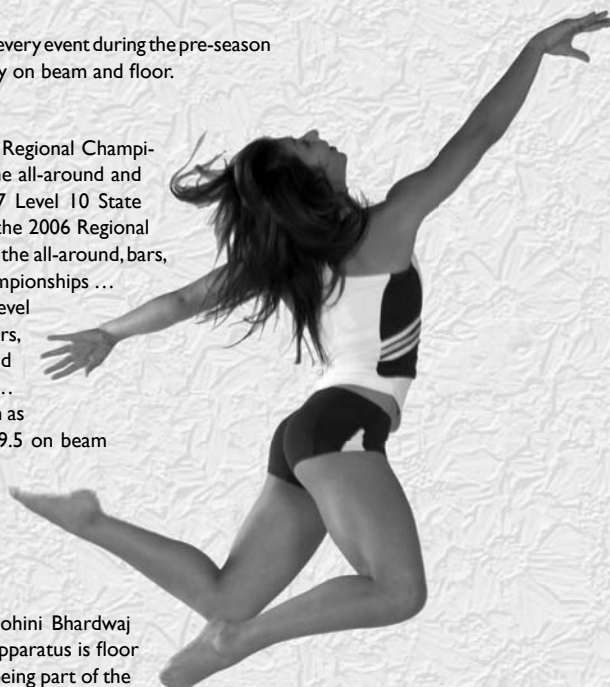 every event during the pre-season
y on beam and floor.
Regional Champi-
he all-around and
7 Level 10 State
the 2006 Regional
the all-around, bars,
mpionships …
evel
rs,
d
…
n as
9.5 on beam
ohini Bhardwaj
pparatus is floor
being part of the